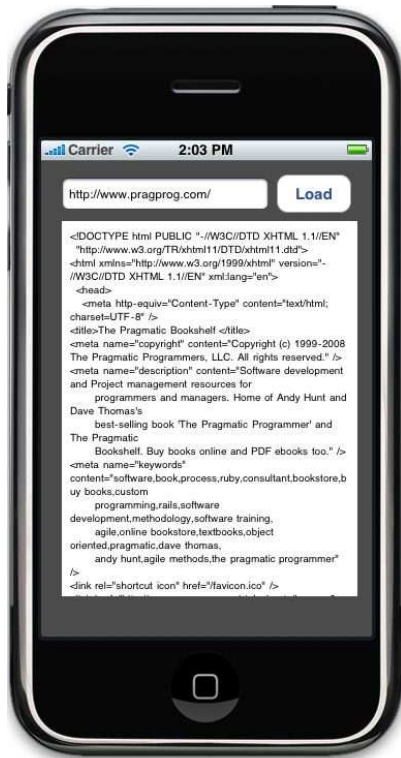 Carrier 2:03 PM
http://www.pragprog.com/ Load
<!DOCTYPE html PUBLIC "-//W3C//DTD XHTML 1.1//EN"
"http://www.w3.org/TR/xhtml11/DTD/xhtml11.dtd">
<html xmlns="http://www.w3.org/1999/xhtml" version="-
//W3C//DTD XHTML 1.1//EN" xml:lang="en">
<head>
<meta http-equiv="Content-Type" content="text/html;
charset=UTF-8" />
<title>The Pragmatic Bookshelf </title>
<meta name="copyright" content="Copyright (c) 1999-2008
The Pragmatic Programmers, LLC. All rights reserved." />
<meta name="description" content="Software development
and Project management resources for
programmers and managers. Home of Andy Hunt and
Dave Thomas's
best-selling book 'The Pragmatic Programmer' and
The Pragmatic
Bookshelf. Buy books online and PDF ebooks too." />
<meta name="keywords"
content="software,book,process,ruby,consultant,bookstore,b
uy books,custom
programming,rails,software
development,methodology,software training,
agile,online bookstore,textbooks,object
oriented,pragmatic,dave thomas,
andy hunt,agile methods,the pragmatic programmer"
/>
<link rel="shortcut icon" href="/favicon.ico" />